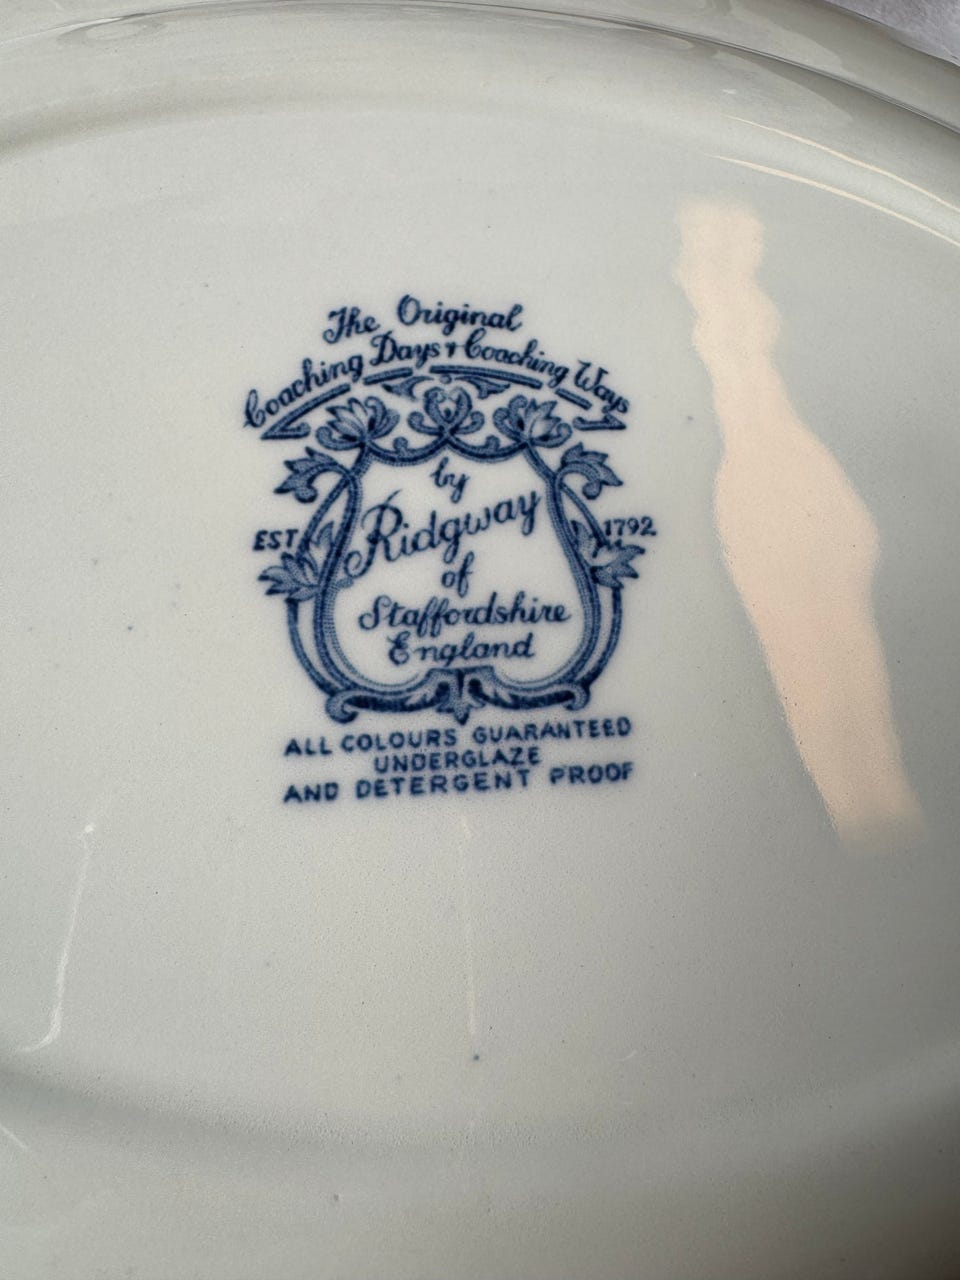 The Original
Coaching Days & Coaching Ways
by
Ridgway
EST. 1792.
of
Staffordshire
England
ALL COLOURS GUARANTEED
UNDERGLAZE
AND DETERGENT PROOF